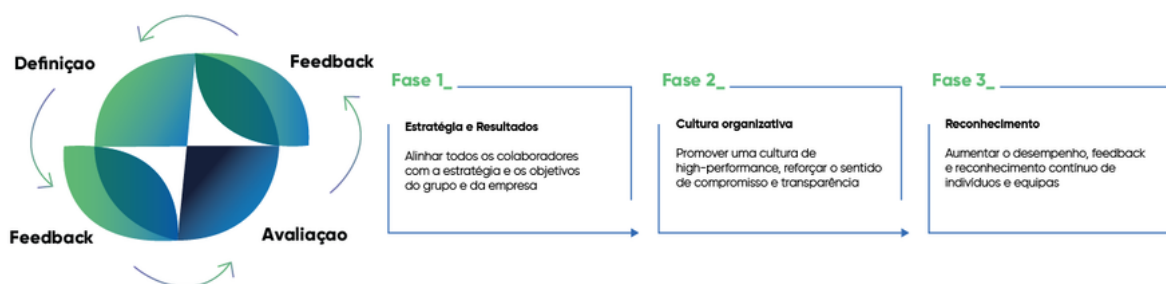 Definiçao
Feedback
Feedback
Avaliaçao
Fase 1_
Estratégia e Resultados
Alinhar todos os colaboradores
com a estratégia e os objetivos
do grupo e da empresa
Fase 2_
Cultura organizativa
Promover uma cultura de
high-performance, reforçar o sentido
de compromisso e transparência
Fase 3_
Reconhecimento
Aumentar o desempenho, feedback
e reconhecimento contínuo de
indivíduos e equipas